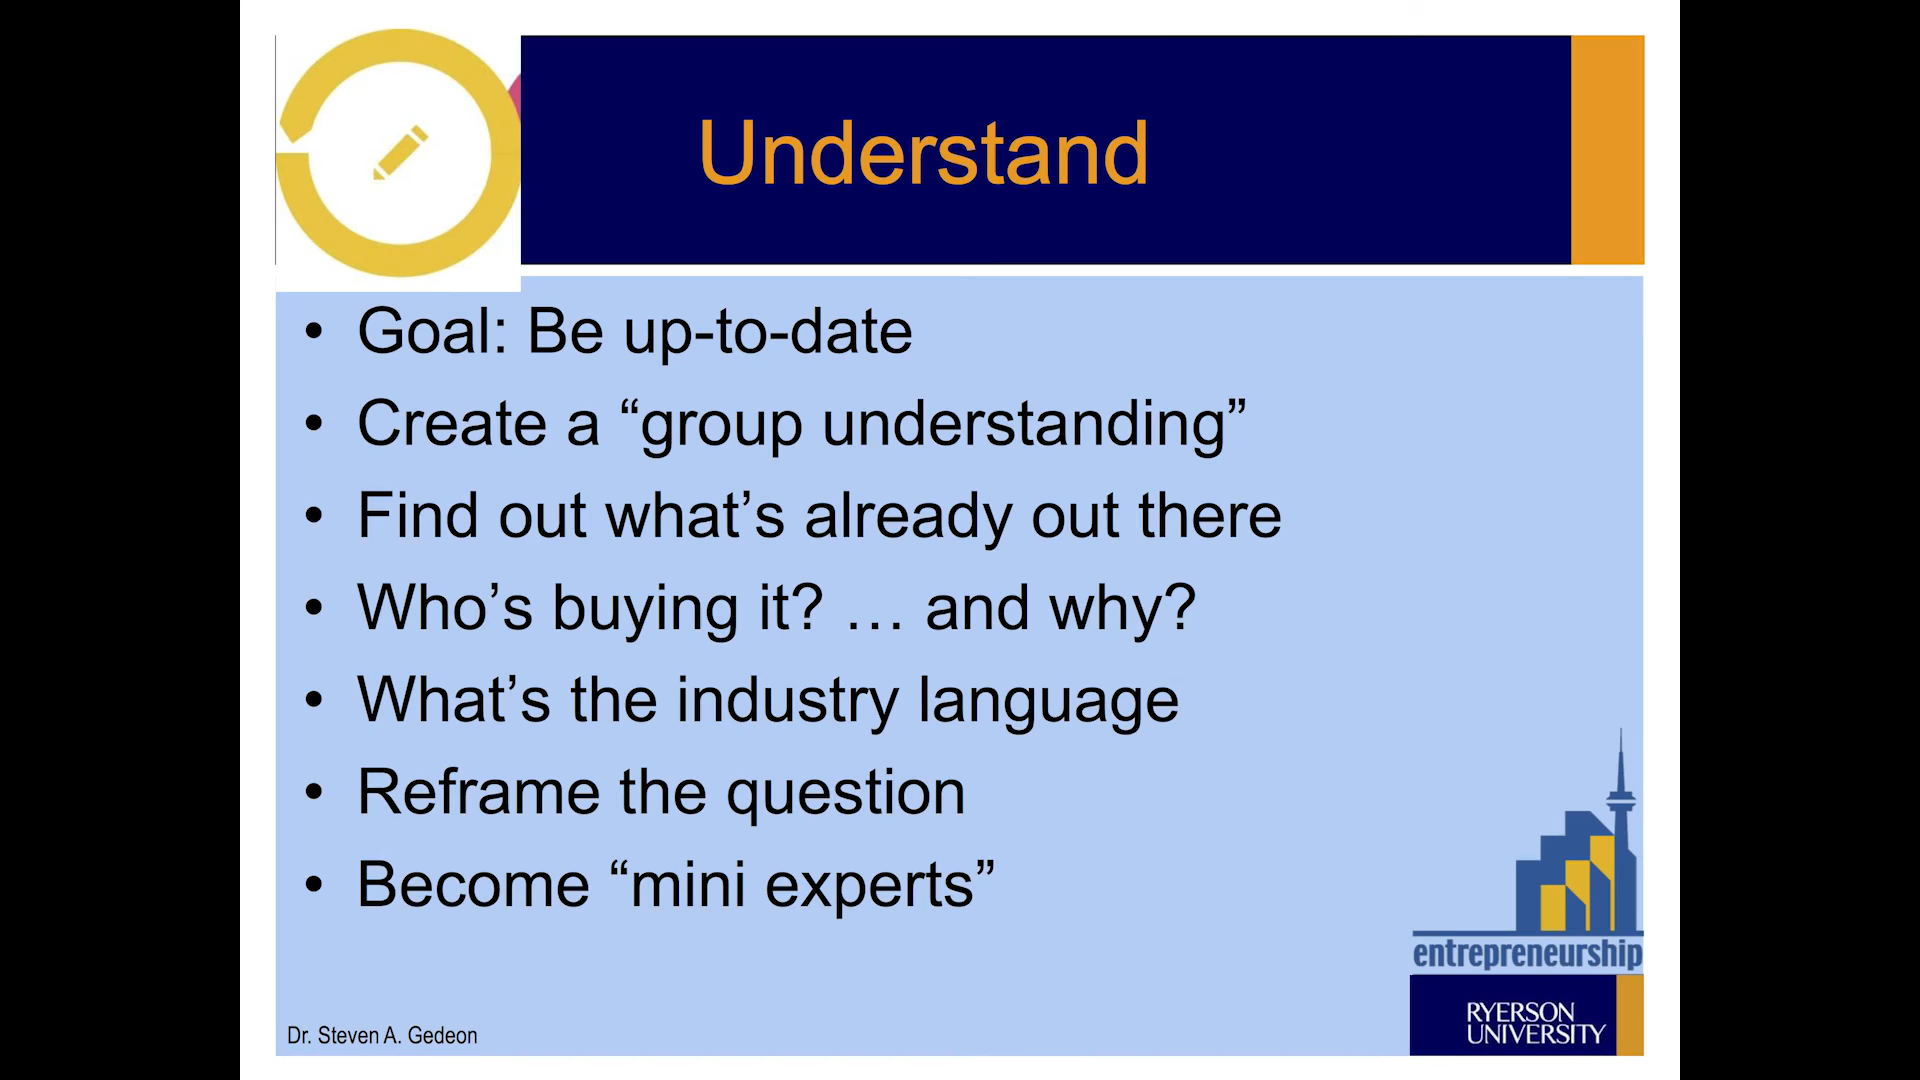 Understand
• Goal: Be up-to-date
• Create a “group understanding”
• Find out what’s already out there
• Who’s buying it? … and why?
• What’s the industry language
• Reframe the question
• Become “mini experts”
entrepreneurship
RYERSON
UNIVERSITY
Dr. Steven A. Gedeon